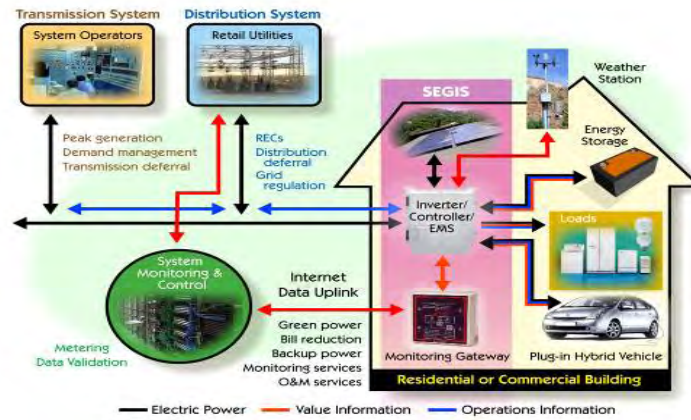 Transmission System
System Operators
Distribution System
Retail Utilities
Peak generation
Demand management
Transmission deferral
RECs
Distribution
deferral
Grid
regulation
SEGIS
Weather
Station
Energy
Storage
Inverter/
Controller/
EMS
Loads
System
Monitoring &
Control
Internet
Data Uplink
Green power
Bill reduction
Backup power
Monitoring services
O&M services
Metering
Data Validation
Monitoring Gateway
Plug-in Hybrid Vehicle
Residential or Commercial Building
Electric Power
Value Information
Operations Information